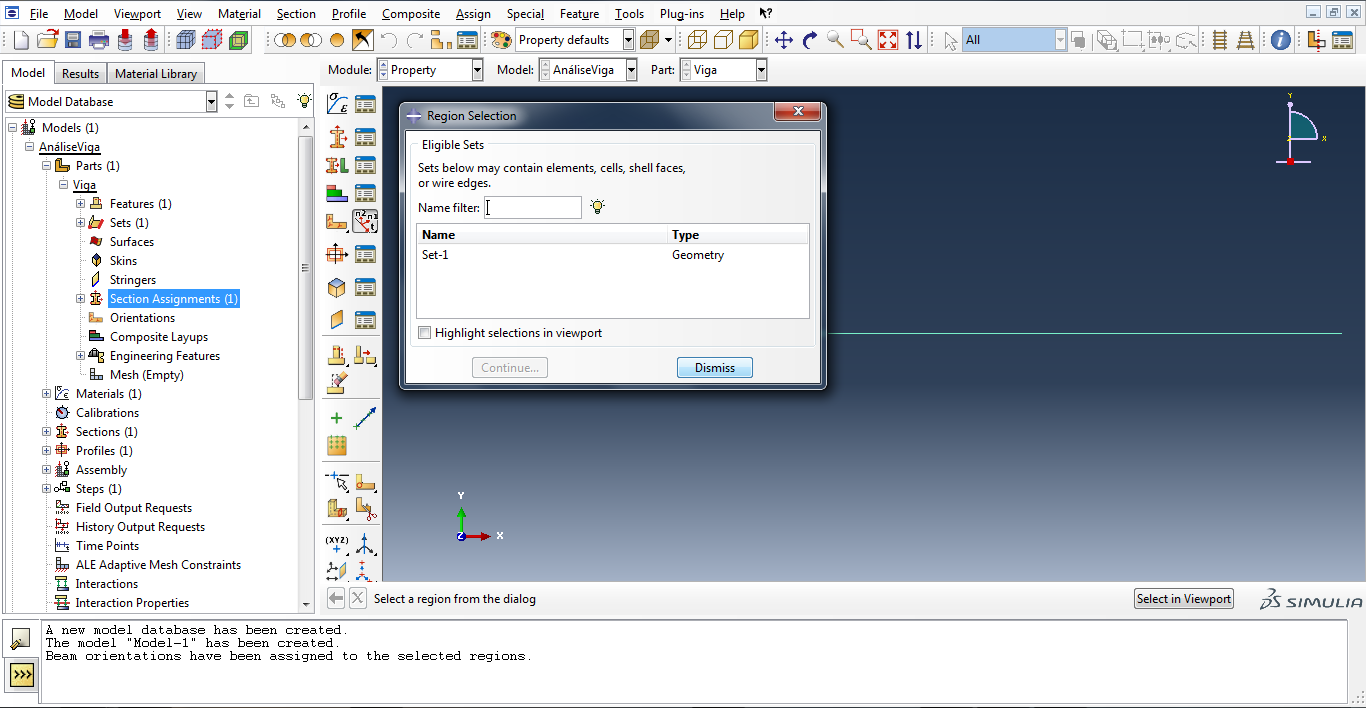 File Model Viewport View Material Section Profile Composite Assign Special Feature Tools Plug-ins Help
Property defaults All
Model Results Material Library Module: Property Model: AnáliseViga Part: Viga
Model Database
Models (1)
AnáliseViga
Parts (1)
Viga
Features (1)
Sets (1)
Surfaces
Skins
Stringers
Section Assignments (1)
Orientations
Composite Layups
Engineering Features
Mesh (Empty)
Materials (1)
Calibrations
Sections (1)
Profiles (1)
Assembly
Steps (1)
Field Output Requests
History Output Requests
Time Points
ALE Adaptive Mesh Constraints
Interactions
Interaction Properties
(XYZ)
Region Selection
Eligible Sets
Sets below may contain elements, cells, shell faces,
or wire edges.
Name filter:
Name Type
Set-1 Geometry
Highlight selections in viewport
Continue... Dismiss
Y
X
Z
Y
X
Z
Select a region from the dialog Select in Viewport
SIMULIA
A new model database has been created.
The model "Model-1" has been created.
Beam orientations have been assigned to the selected regions.
>>>